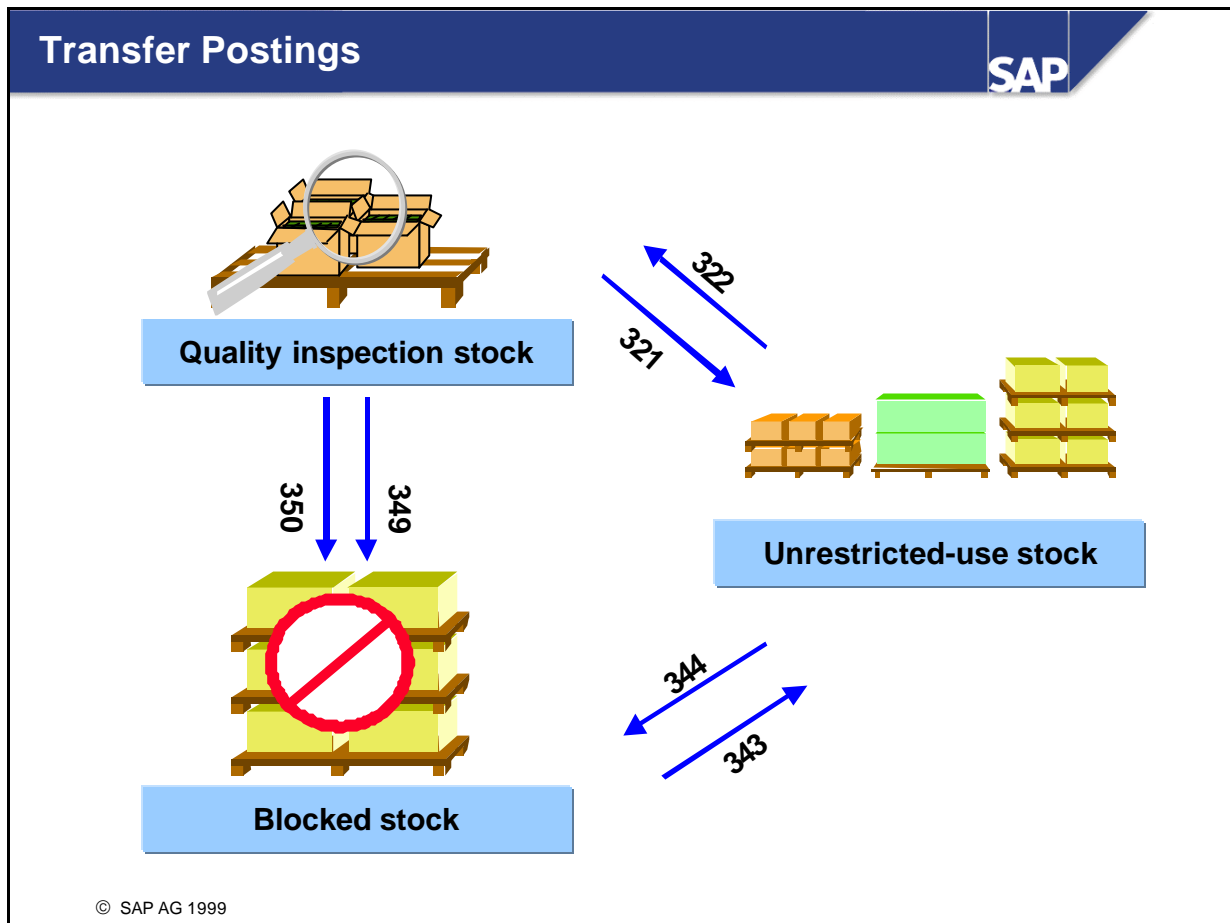 Transfer Postings
SAP
322
321
Quality inspection stock
350
349
Unrestricted-use stock
344
343
Blocked stock
© SAP AG 1999